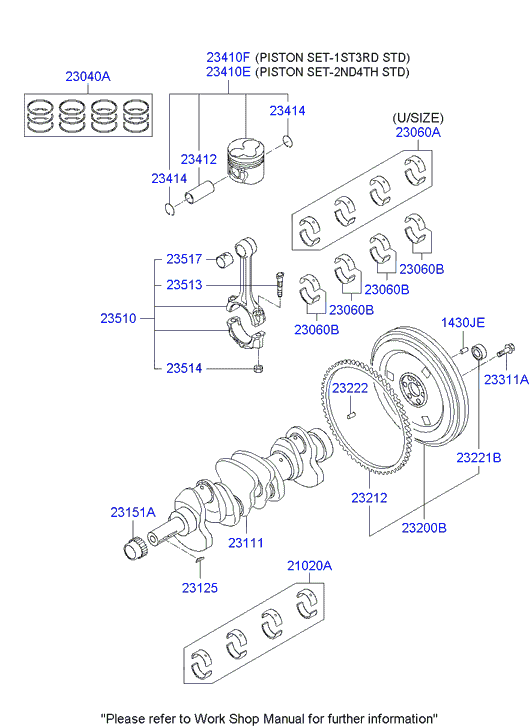 23410F (PISTON SET-1ST3RD STD)
23410E (PISTON SET-2ND4TH STD)
23040A
23414
(U/SIZE)
23060A
23412
23414
23517
23513
23060B
23060B
23060B
23510
23060B
1430JE
23514
23311A
23222
23221B
23212
23151A
23200B
23111
21020A
23125
"Please refer to Work Shop Manual for further information"